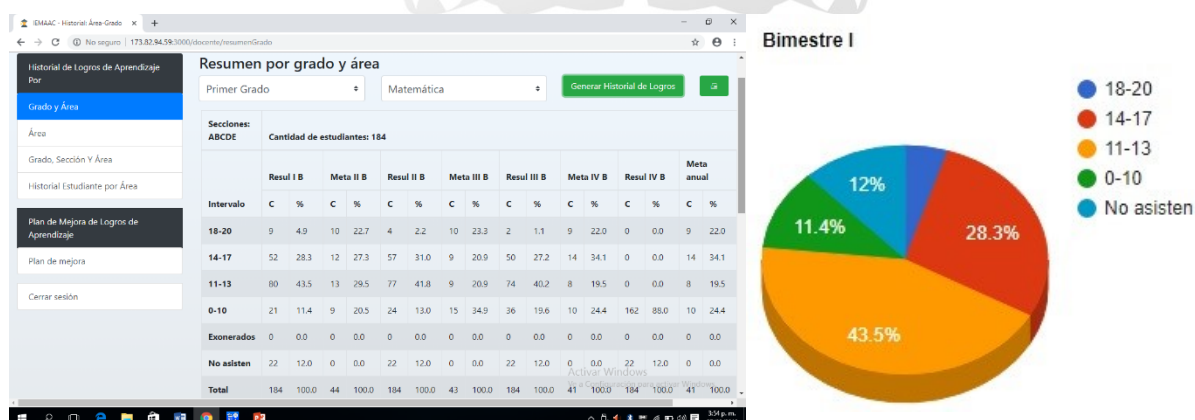 IEMAAC - Historial: Área-Grado × +
No seguro | 173.82.94.59:3000/docente/resumenGrado
Historial de Logros de Aprendizaje
Por
Grado y Área
Área
Grado, Sección Y Área
Historial Estudiante por Área
Plan de Mejora de Logros de
Aprendizaje
Plan de mejora
Cerrar sesión
Resumen por grado y área
Primer Grado Matemática Generar Historial de Logros
Secciones:
ABCDE Cantidad de estudiantes: 184
Resul I B Meta II B Resul II B Meta III B Resul III B Meta IV B Resul IV B Meta
anual
Intervalo C % C % C % C % C % C % C % C %
18-20 9 4.9 10 22.7 4 2.2 10 23.3 2 1.1 9 22.0 0 0.0 9 22.0
14-17 52 28.3 12 27.3 57 31.0 9 20.9 50 27.2 14 34.1 0 0.0 14 34.1
11-13 80 43.5 13 29.5 77 41.8 9 20.9 74 40.2 8 19.5 0 0.0 8 19.5
0-10 21 11.4 9 20.5 24 13.0 15 34.9 36 19.6 10 24.4 162 88.0 10 24.4
Exonerados 0 0.0 0 0.0 0 0.0 0 0.0 0 0.0 0 0.0 0 0.0 0 0.0
No asisten 22 12.0 0 0.0 22 12.0 0 0.0 22 12.0 0 0.0 22 12.0 0 0.0
Total 184 100.0 44 100.0 184 100.0 43 100.0 184 100.0 41 100.0 184 100.0 41 100.0
Activar Windows
3:54 p. m.
Bimestre I
18-20
14-17
11-13
0-10
No asisten
12%
11.4%
28.3%
43.5%